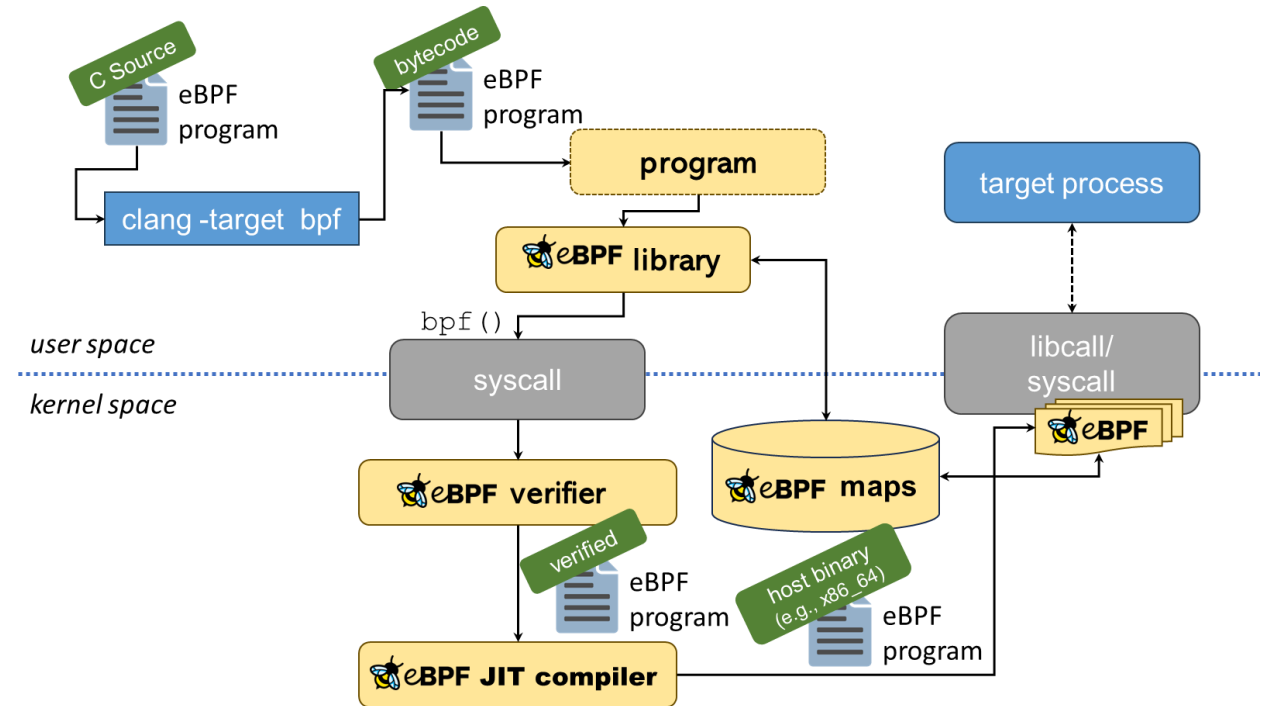 C Source
eBPF
program
bytecode
eBPF
program
clang -target bpf
program
target process
eBPF library
bpf()
user space
syscall
libcall/
syscall
kernel space
eBPF
eBPF verifier
eBPF maps
verified
eBPF
program
host binary
(e.g., x86_64)
eBPF
program
eBPF JIT compiler